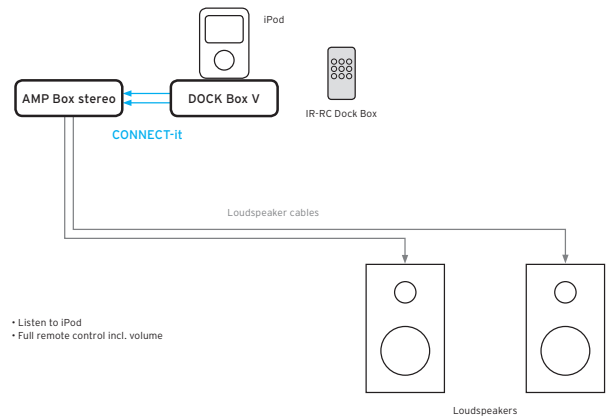 iPod
AMP Box stereo
DOCK Box V
IR-RC Dock Box
CONNECT-it
Loudspeaker cables
• Listen to iPod
• Full remote control incl. volume
Loudspeakers